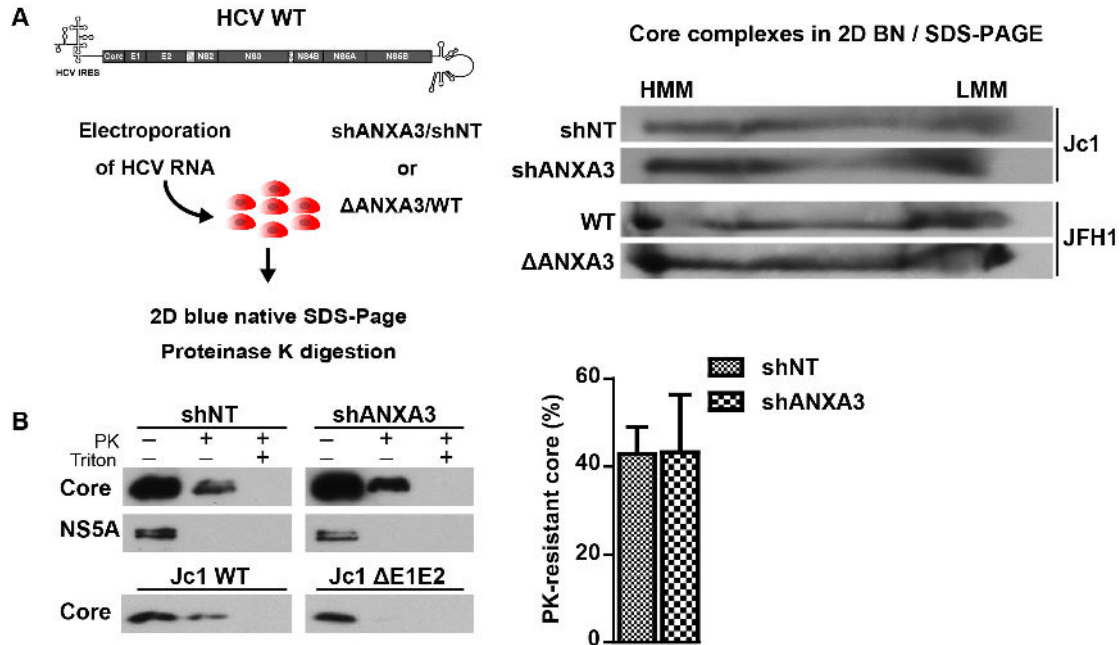 A
HCV WT
Core E1 E2 NS2 NS3 NS4B NS5A NS5B
HCV IRES
Electroporation
of HCV RNA
shANXA3/shNT
or
ΔANXA3/WT
2D blue native SDS-Page
Proteinase K digestion
Core complexes in 2D BN / SDS-PAGE
HMM LMM
shNT
shANXA3
Jc1
WT
ΔANXA3
JFH1
B
shNT shANXA3
PK – + + – + +
Triton – – + – – +
Core
NS5A
Jc1 WT Jc1 ΔE1E2
Core
shNT
shANXA3
PK-resistant core (%)
60
40
20
0